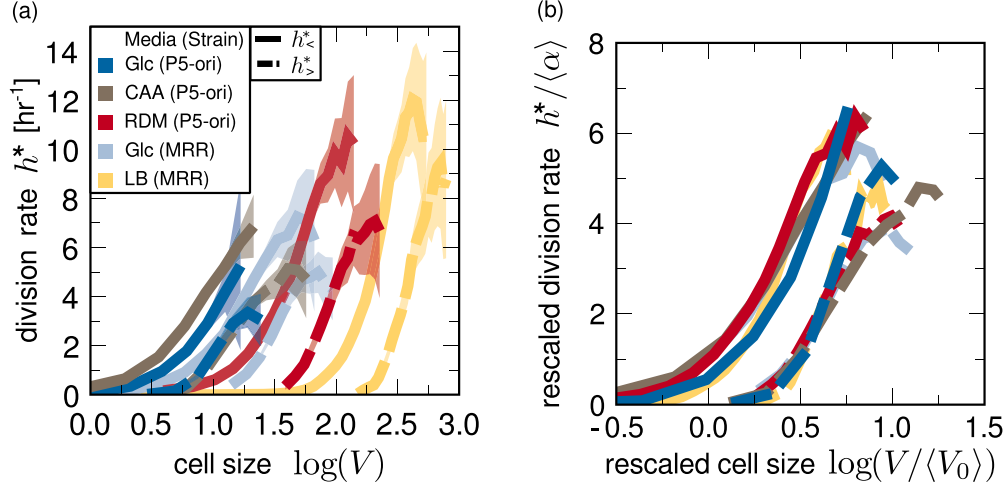 (a)
division rate h* [hr⁻¹]
14
12
10
8
6
4
2
0
Media (Strain)
Glc (P5-ori)
CAA (P5-ori)
RDM (P5-ori)
Glc (MRR)
LB (MRR)
h*<
h*>
0.0 0.5 1.0 1.5 2.0 2.5 3.0
cell size log(V)
(b)
rescaled division rate h*/⟨α⟩
8
6
4
2
0
-0.5 0.0 0.5 1.0 1.5
rescaled cell size log(V/⟨V₀⟩)